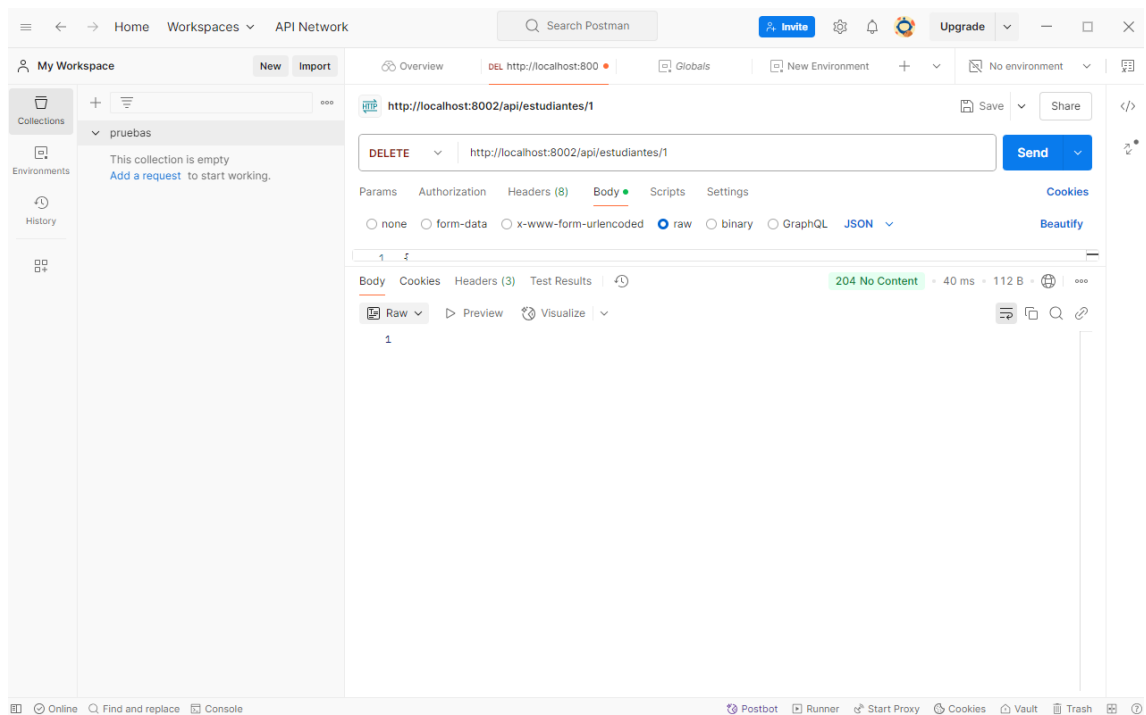 Home Workspaces API Network Search Postman Invite Upgrade
My Workspace New Import Overview DEL http://localhost:800 Globals New Environment No environment
Collections
Environments
History
pruebas
This collection is empty
Add a request to start working.
HTTP http://localhost:8002/api/estudiantes/1 Save Share
DELETE http://localhost:8002/api/estudiantes/1 Send
Params Authorization Headers (8) Body Scripts Settings Cookies
none form-data x-www-form-urlencoded raw binary GraphQL JSON Beautify
1 {
Body Cookies Headers (3) Test Results 204 No Content 40 ms 112 B
Raw Preview Visualize
1
Online Find and replace Console Postbot Runner Start Proxy Cookies Vault Trash